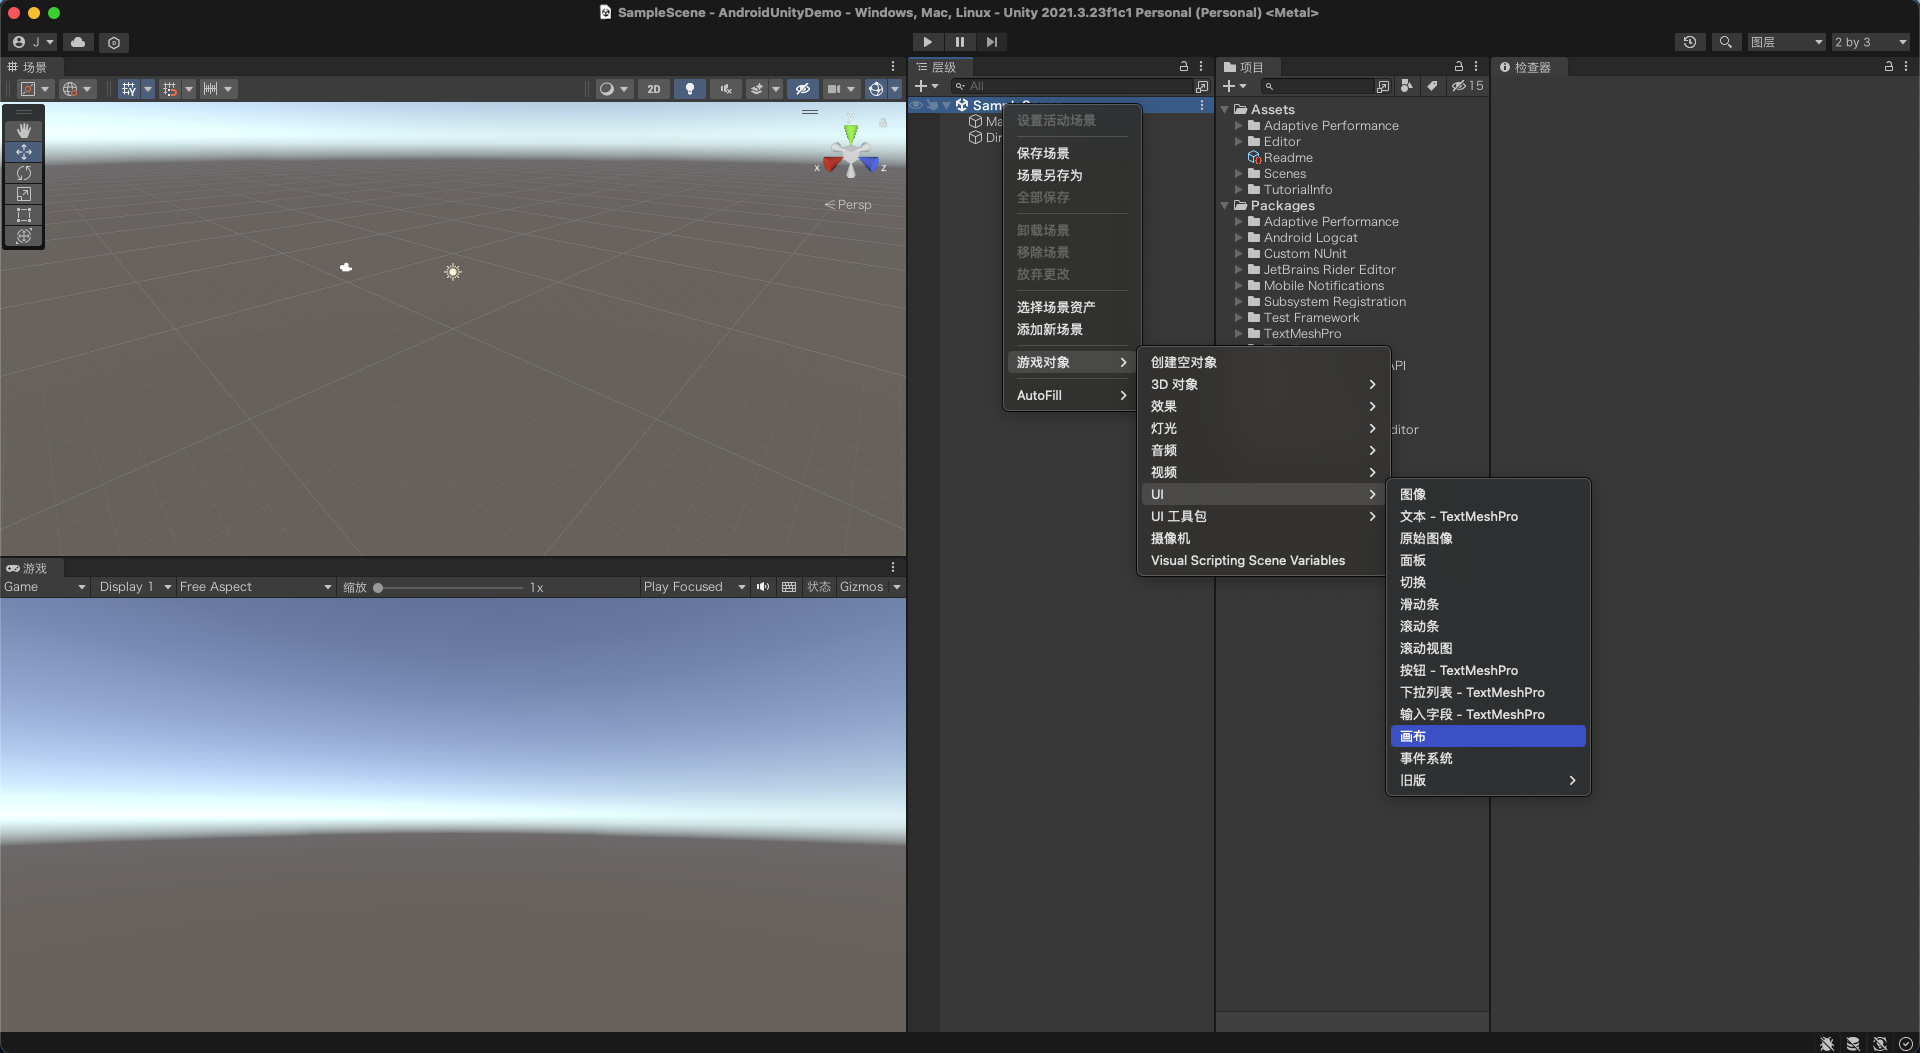 SampleScene - AndroidUnityDemo - Windows, Mac, Linux - Unity 2021.3.23f1c1 Personal (Personal) <Metal>
J
图层
2 by 3
场景
2D
y
x
z
Persp
层级
All
设置活动场景
保存场景
场景另存为
全部保存
卸载场景
移除场景
放弃更改
选择场景资产
添加新场景
游戏对象
AutoFill
创建空对象
3D 对象
效果
灯光
音频
视频
UI
UI 工具包
摄像机
Visual Scripting Scene Variables
图像
文本 - TextMeshPro
原始图像
面板
切换
滑动条
滚动条
滚动视图
按钮 - TextMeshPro
下拉列表 - TextMeshPro
输入字段 - TextMeshPro
画布
事件系统
旧版
项目
15
Assets
Adaptive Performance
Editor
Readme
Scenes
TutorialInfo
Packages
Adaptive Performance
Android Logcat
Custom NUnit
JetBrains Rider Editor
Mobile Notifications
Subsystem Registration
Test Framework
TextMeshPro
检查器
游戏
Game
Display 1
Free Aspect
缩放
1x
Play Focused
状态
Gizmos